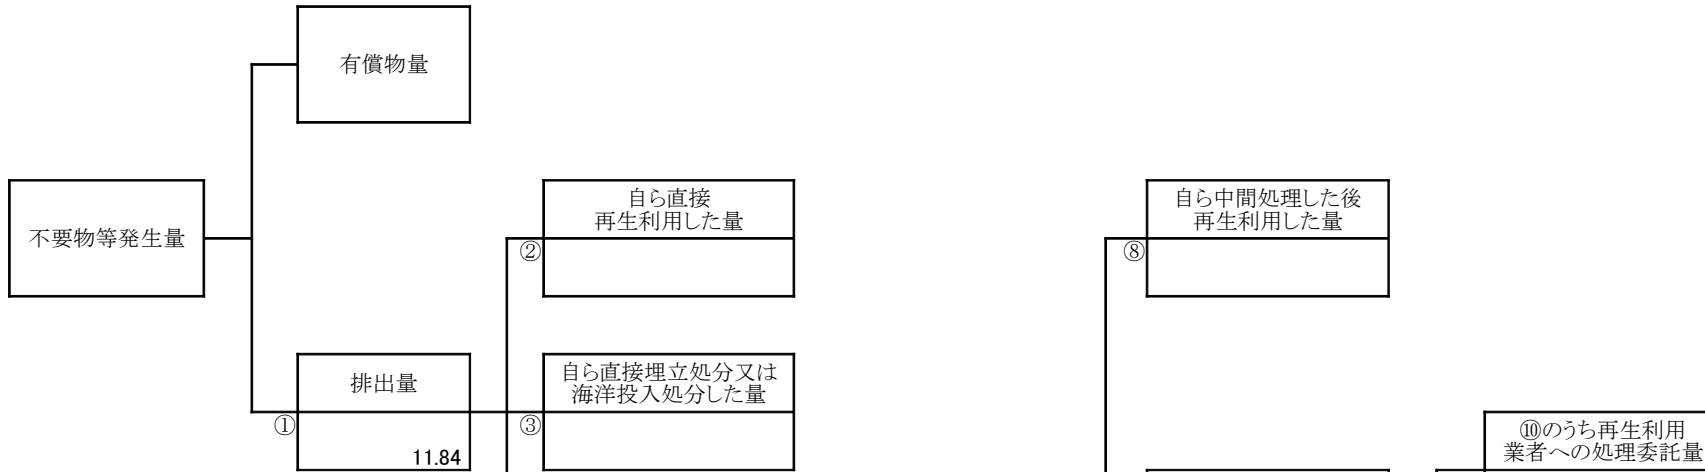 有償物量
不要物等発生量
自ら直接
再生利用した量
②
自ら中間処理した後
再生利用した量
⑧
排出量
①
11.84
自ら直接埋立処分又は
海洋投入処分した量
③
⑩のうち再生利用
業者への処理委託量